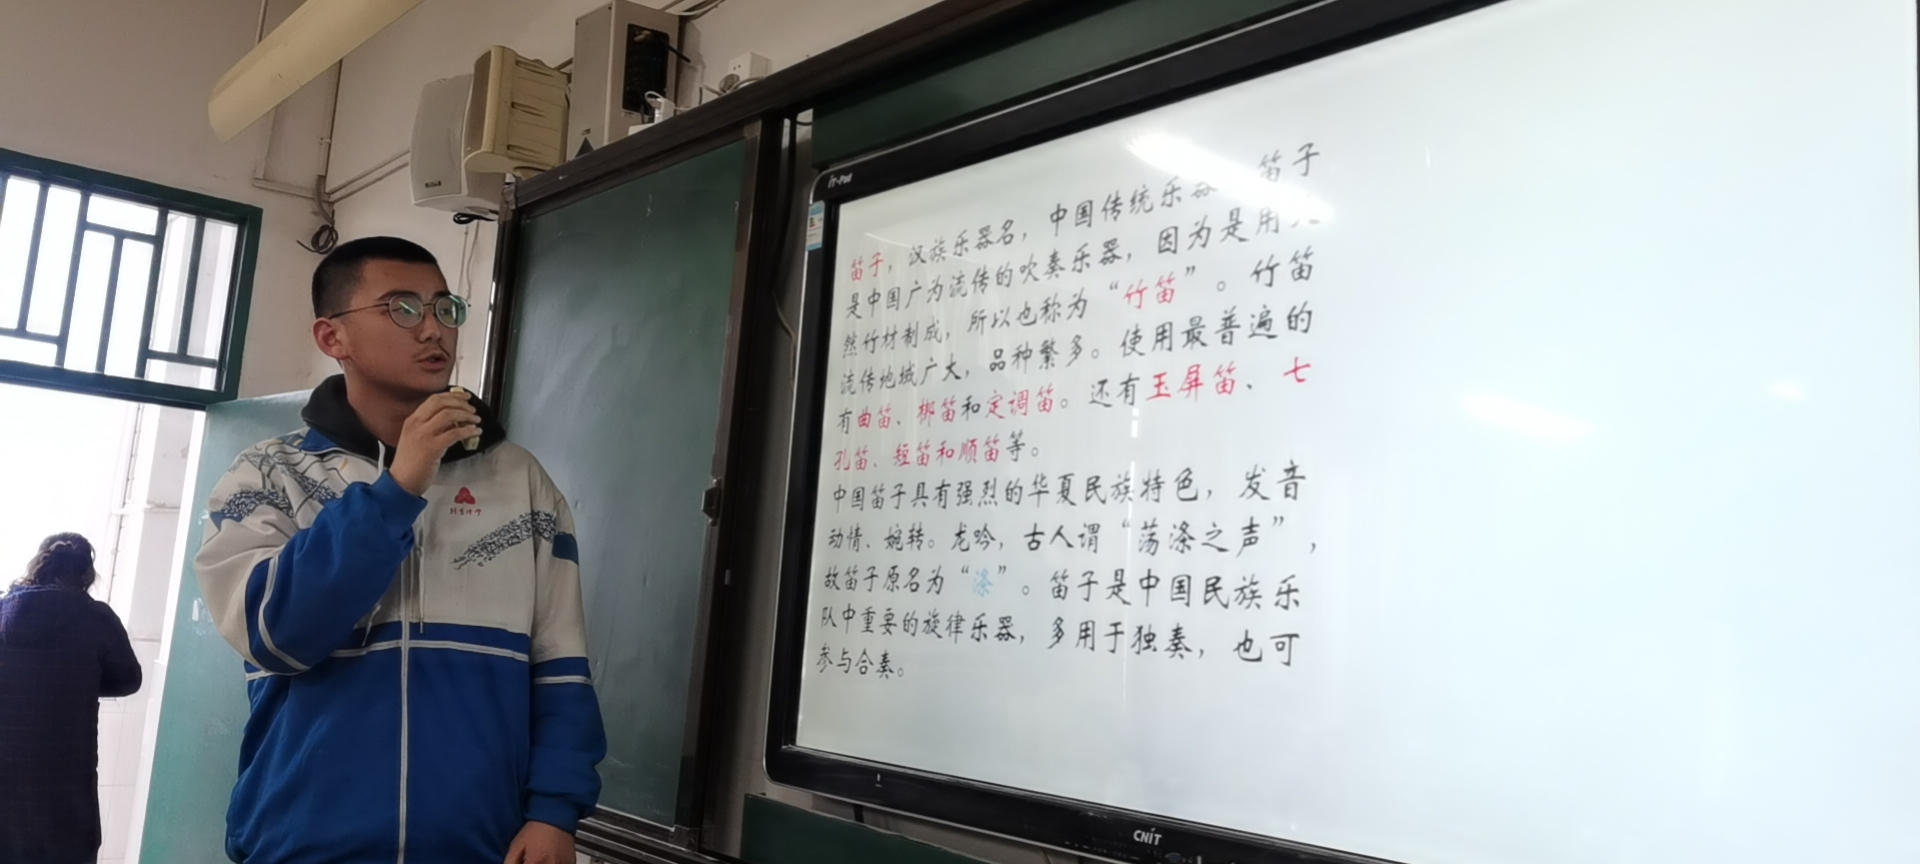 笛子，汉族乐器名，中国传统乐器 笛子
是中国广为流传的吹奏乐器，因为是用
然竹材制成，所以也称为“竹笛”。竹笛
流传地域广大，品种繁多。使用最普遍的
有曲笛、梆笛和定调笛。还有玉屏笛、七
孔笛、短笛和顺笛等。
中国笛子具有强烈的华夏民族特色，发音
动情、婉转。龙吟，古人谓“荡涤之声”，
故笛子原名为“涤”。笛子是中国民族乐
队中重要的旋律乐器，多用于独奏，也可
参与合奏。
IT-Pad
CNIT